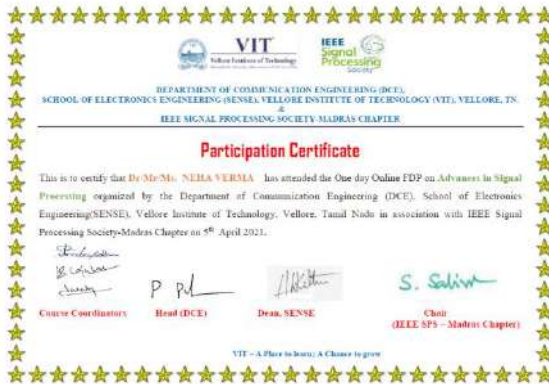 VIT
Vellore Institute of Technology
IEEE
Signal
Processing
Society
DEPARTMENT OF COMMUNICATION ENGINEERING (DCE),
SCHOOL OF ELECTRONICS ENGINEERING (SENSE), VELLORE INSTITUTE OF TECHNOLOGY (VIT), VELLORE, TN.
&
IEEE SIGNAL PROCESSING SOCIETY-MADRAS CHAPTER
Participation Certificate
This is to certify that Dr/Mr/Ms. NEHA VERMA has attended the One day Online FDP on Advances in Signal
Processing organized by the Department of Communication Engineering (DCE), School of Electronics
Engineering(SENSE), Vellore Institute of Technology, Vellore, Tamil Nadu in association with IEEE Signal
Processing Society-Madras Chapter on 5th April 2021.
S. Salim
Course Coordinators Head (DCE) Dean, SENSE Chair
(IEEE SPS – Madras Chapter)
VIT – A Place to learn; A Chance to grow